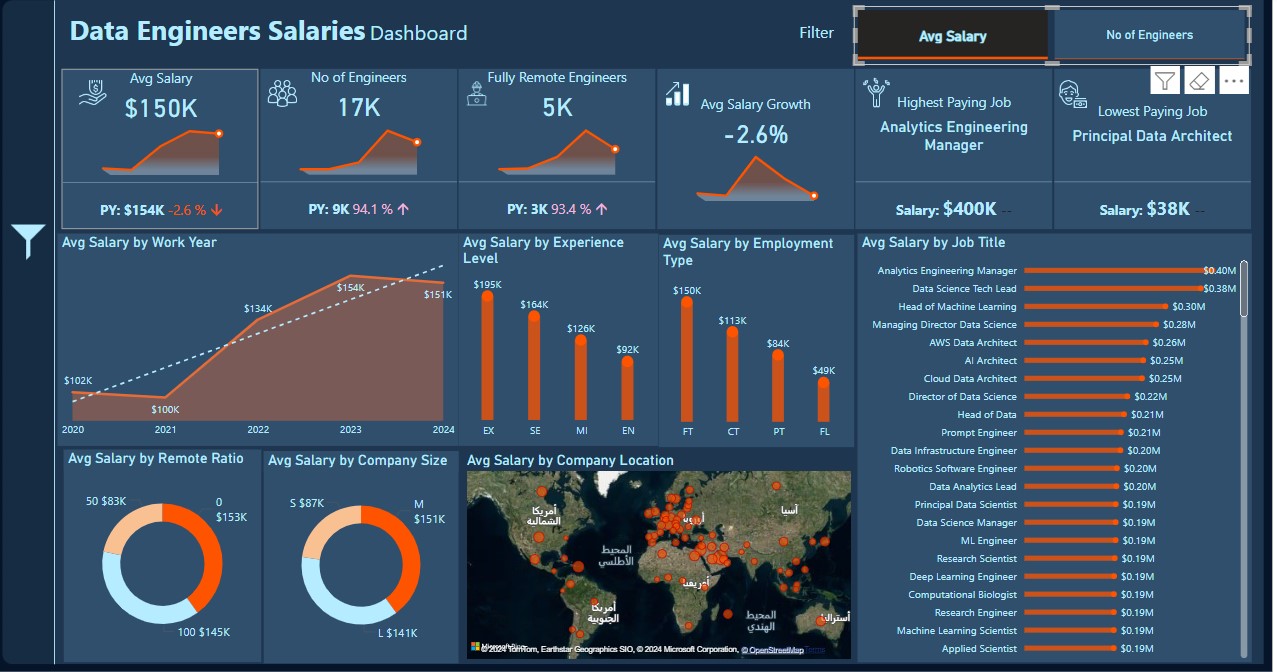 Data Engineers Salaries Dashboard
Filter
Avg Salary
No of Engineers
Avg Salary
$150K
PY: $154K -2.6 %
No of Engineers
17K
PY: 9K 94.1 %
Fully Remote Engineers
5K
PY: 3K 93.4 %
Avg Salary Growth
-2.6%
Highest Paying Job
Analytics Engineering
Manager
Salary: $400K --
Lowest Paying Job
Principal Data Architect
Salary: $38K --
Avg Salary by Work Year
$102K
$100K
$134K
$154K
$151K
2020
2021
2022
2023
2024
Avg Salary by Experience
Level
$195K
$164K
$126K
$92K
EX
SE
MI
EN
Avg Salary by Employment
Type
$150K
$113K
$84K
$49K
FT
CT
PT
FL
Avg Salary by Job Title
Analytics Engineering Manager $0.40M
Data Science Tech Lead $0.38M
Head of Machine Learning $0.30M
Managing Director Data Science $0.28M
AWS Data Architect $0.26M
AI Architect $0.25M
Cloud Data Architect $0.25M
Director of Data Science $0.22M
Head of Data $0.21M
Prompt Engineer $0.21M
Data Infrastructure Engineer $0.20M
Robotics Software Engineer $0.20M
Data Analytics Lead $0.20M
Principal Data Scientist $0.19M
Data Science Manager $0.19M
ML Engineer $0.19M
Research Scientist $0.19M
Deep Learning Engineer $0.19M
Computational Biologist $0.19M
Research Engineer $0.19M
Machine Learning Scientist $0.19M
Applied Scientist $0.19M
Avg Salary by Remote Ratio
50 $83K
0
$153K
100 $145K
Avg Salary by Company Size
S $87K
M
$151K
L $141K
Avg Salary by Company Location
أمريكا
الشمالية
آسيا
المحيط
الأطلسي
أفريقيا
أمريكا
الجنوبية
المحيط
الهندي
© 2024 TomTom, Earthstar Geographics SIO, © 2024 Microsoft Corporation, © OpenStreetMap Terms